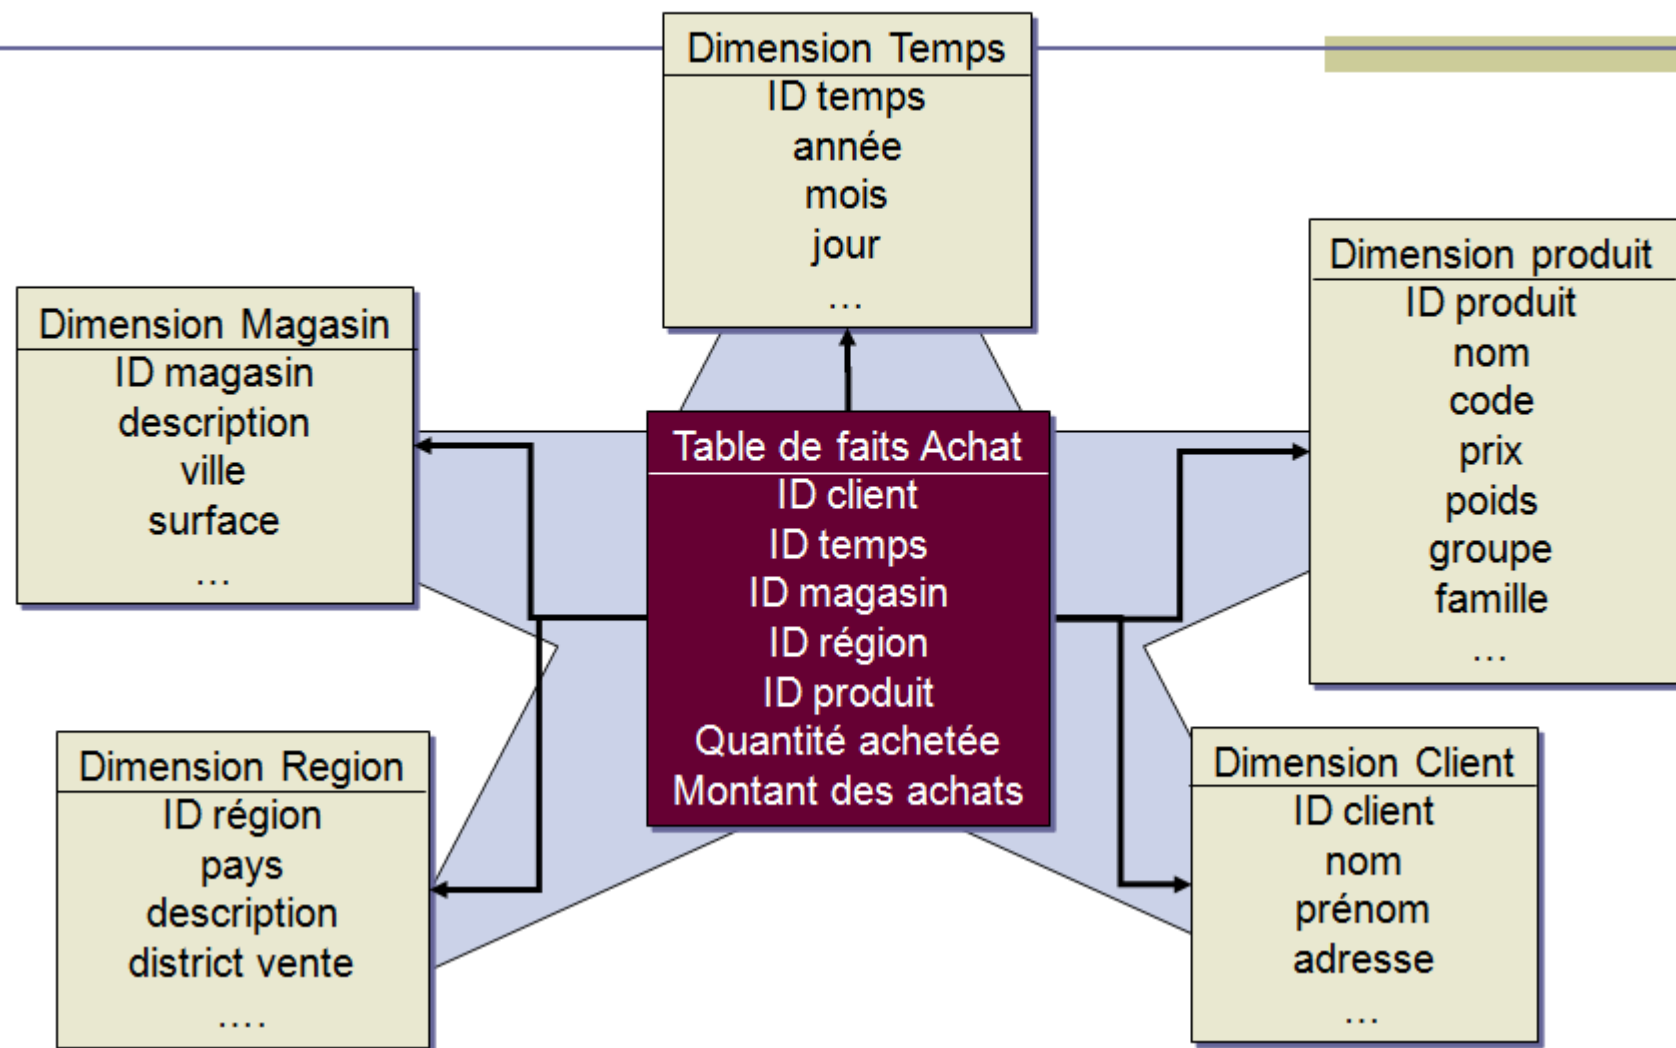 Dimension Temps
ID temps
année
mois
jour
...
Dimension Magasin
ID magasin
description
ville
surface
...
Table de faits Achat
ID client
ID temps
ID magasin
ID région
ID produit
Quantité achetée
Montant des achats
Dimension produit
ID produit
nom
code
prix
poids
groupe
famille
...
Dimension Region
ID région
pays
description
district vente
....
Dimension Client
ID client
nom
prénom
adresse
...